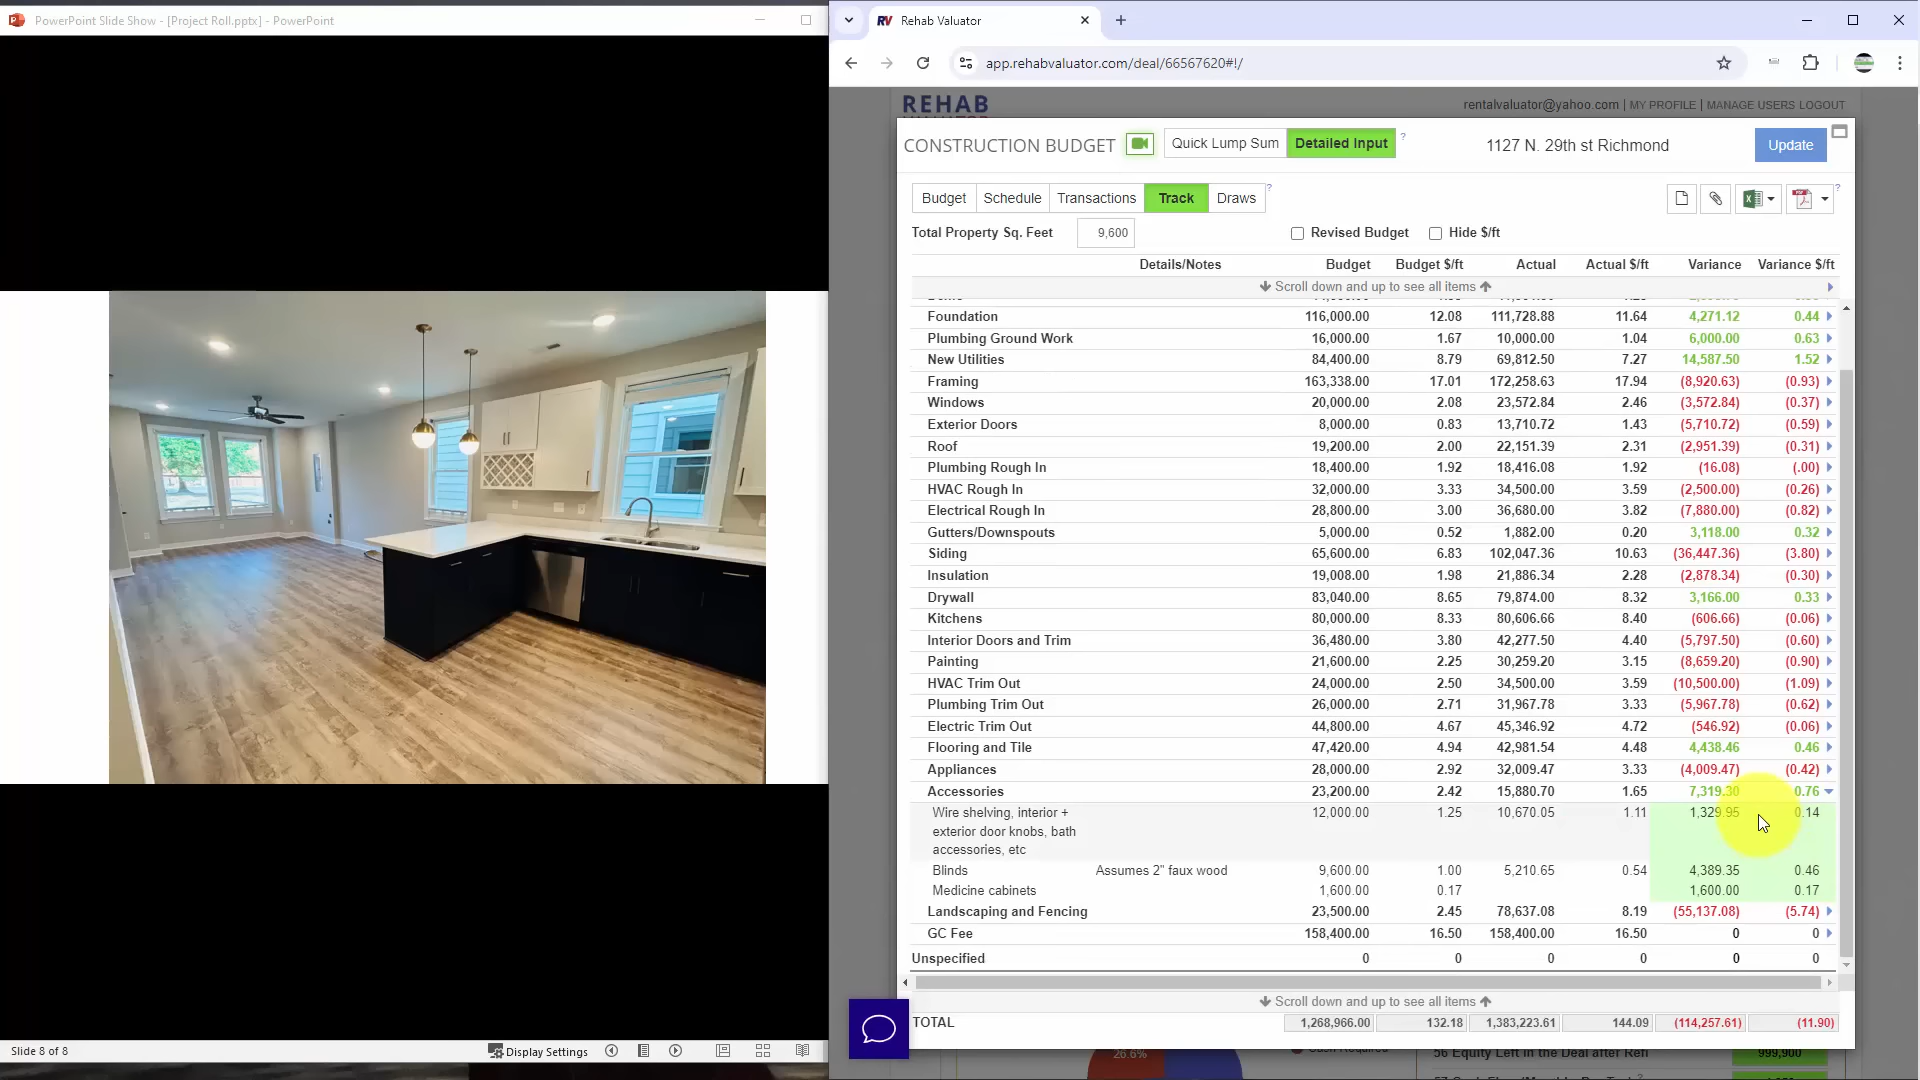 PowerPoint Slide Show - [Project Roll.pptx] - PowerPoint
Rehab Valuator
app.rehabvaluator.com/deal/66567620#!/
REHAB
rentalvaluator@yahoo.com | MY PROFILE | MANAGE USERS LOGOUT
CONSTRUCTION BUDGET Quick Lump Sum Detailed Input ? 1127 N. 29th st Richmond Update
Budget Schedule Transactions Track Draws ? ?
Total Property Sq. Feet 9,600 Revised Budget Hide $/ft
Details/Notes Budget Budget $/ft Actual Actual $/ft Variance Variance $/ft
Scroll down and up to see all items
Foundation 116,000.00 12.08 111,728.88 11.64 4,271.12 0.44
Plumbing Ground Work 16,000.00 1.67 10,000.00 1.04 6,000.00 0.63
New Utilities 84,400.00 8.79 69,812.50 7.27 14,587.50 1.52
Framing 163,338.00 17.01 172,258.63 17.94 (8,920.63) (0.93)
Windows 20,000.00 2.08 23,572.84 2.46 (3,572.84) (0.37)
Exterior Doors 8,000.00 0.83 13,710.72 1.43 (5,710.72) (0.59)
Roof 19,200.00 2.00 22,151.39 2.31 (2,951.39) (0.31)
Plumbing Rough In 18,400.00 1.92 18,416.08 1.92 (16.08) (.00)
HVAC Rough In 32,000.00 3.33 34,500.00 3.59 (2,500.00) (0.26)
Electrical Rough In 28,800.00 3.00 36,680.00 3.82 (7,880.00) (0.82)
Gutters/Downspouts 5,000.00 0.52 1,882.00 0.20 3,118.00 0.32
Siding 65,600.00 6.83 102,047.36 10.63 (36,447.36) (3.80)
Insulation 19,008.00 1.98 21,886.34 2.28 (2,878.34) (0.30)
Drywall 83,040.00 8.65 79,874.00 8.32 3,166.00 0.33
Kitchens 80,000.00 8.33 80,606.66 8.40 (606.66) (0.06)
Interior Doors and Trim 36,480.00 3.80 42,277.50 4.40 (5,797.50) (0.60)
Painting 21,600.00 2.25 30,259.20 3.15 (8,659.20) (0.90)
HVAC Trim Out 24,000.00 2.50 34,500.00 3.59 (10,500.00) (1.09)
Plumbing Trim Out 26,000.00 2.71 31,967.78 3.33 (5,967.78) (0.62)
Electric Trim Out 44,800.00 4.67 45,346.92 4.72 (546.92) (0.06)
Flooring and Tile 47,420.00 4.94 42,981.54 4.48 4,438.46 0.46
Appliances 28,000.00 2.92 32,009.47 3.33 (4,009.47) (0.42)
Accessories 23,200.00 2.42 15,880.70 1.65 7,319.30 0.76
Wire shelving, interior + 12,000.00 1.25 10,670.05 1.11 1,329.95 0.14
exterior door knobs, bath
accessories, etc
Blinds Assumes 2" faux wood 9,600.00 1.00 5,210.65 0.54 4,389.35 0.46
Medicine cabinets 1,600.00 0.17 1,600.00 0.17
Landscaping and Fencing 23,500.00 2.45 78,637.08 8.19 (55,137.08) (5.74)
GC Fee 158,400.00 16.50 158,400.00 16.50 0 0
Unspecified 0 0 0 0 0 0
Scroll down and up to see all items
TOTAL 1,268,966.00 132.18 1,383,223.61 144.09 (114,257.61) (11.90)
26.6% 56 Equity Left in the Deal after Refi 999,900
Slide 8 of 8 Display Settings